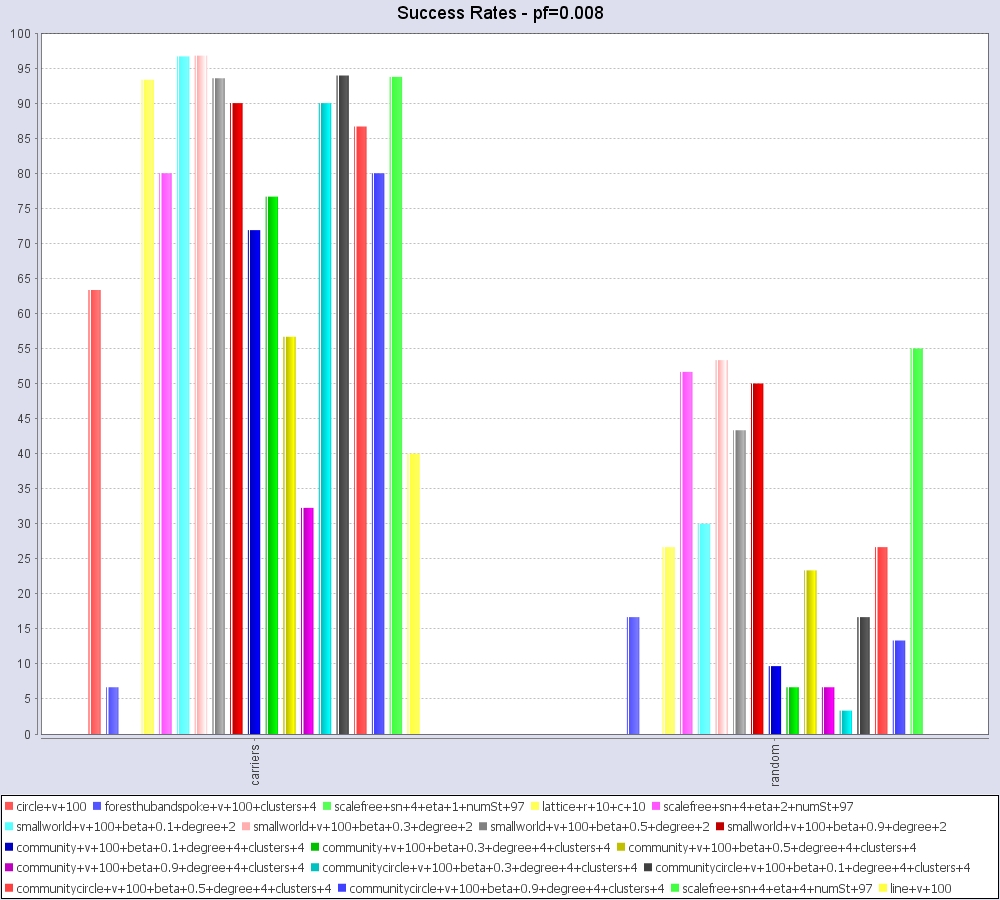 Success Rates - pf=0.008
100
95
90
85
80
75
70
65
60
55
50
45
40
35
30
25
20
15
10
5
0
carriers
random
circle+v+100 foresthubandspoke+v+100+clusters+4 scalefree+sn+4+eta+1+numSt+97 lattice+r+10+c+10 scalefree+sn+4+eta+2+numSt+97
smallworld+v+100+beta+0.1+degree+2 smallworld+v+100+beta+0.3+degree+2 smallworld+v+100+beta+0.5+degree+2 smallworld+v+100+beta+0.9+degree+2
community+v+100+beta+0.1+degree+4+clusters+4 community+v+100+beta+0.3+degree+4+clusters+4 community+v+100+beta+0.5+degree+4+clusters+4
community+v+100+beta+0.9+degree+4+clusters+4 communitycircle+v+100+beta+0.3+degree+4+clusters+4 communitycircle+v+100+beta+0.1+degree+4+clusters+4
communitycircle+v+100+beta+0.5+degree+4+clusters+4 communitycircle+v+100+beta+0.9+degree+4+clusters+4 scalefree+sn+4+eta+4+numSt+97 line+v+100